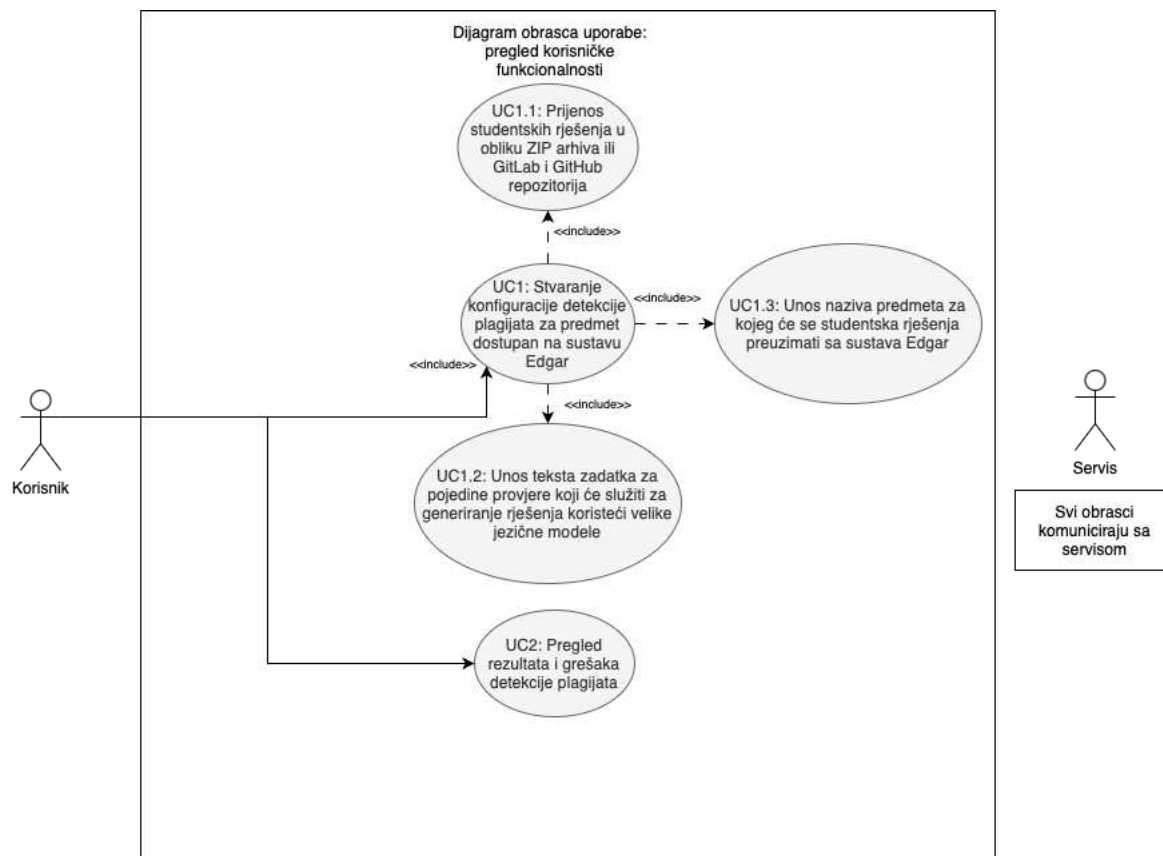 Dijagram obrasca uporabe:
pregled korisničke
funkcionalnosti
UC1.1: Prijenos
studentskih rješenja u
obliku ZIP arhiva ili
GitLab i GitHub
repozitorija
<<include>>
UC1: Stvaranje
konfiguracije detekcije
plagijata za predmet
dostupan na sustavu
Edgar
<<include>>
UC1.3: Unos naziva predmeta za
kojeg će se studentska rješenja
preuzimati sa sustava Edgar
<<include>>
<<include>>
Korisnik
UC1.2: Unos teksta zadatka za
pojedine provjere koji će služiti za
generiranje rješenja koristeći velike
jezične modele
Servis
Svi obrasci
komuniciraju sa
servisom
UC2: Pregled
rezultata i grešaka
detekcije plagijata